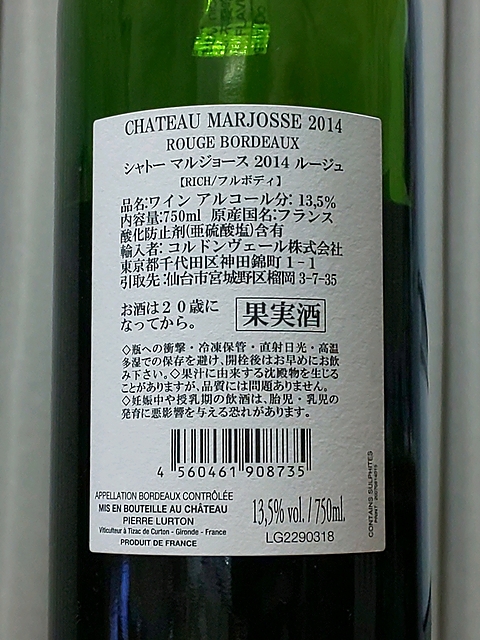 CHATEAU MARJOSSE 2014
ROUGE BORDEAUX
シャトー マルジョース 2014 ルージュ
【RICH/フルボディ】
品名:ワイン アルコール分: 13,5%
内容量:750ml 原産国名:フランス
酸化防止剤(亜硫酸塩)含有
輸入者: コルドンヴェール株式会社
東京都千代田区神田錦町 1 - 1
引取先:仙台市宮城野区榴岡 3-7-35
お酒は２０歳に
なってから。
果実酒
◇瓶への衝撃・冷凍保管・直射日光・高温
多湿での保存を避け、開栓後はお早めにお飲
み下さい。◇果汁に由来する沈殿物を生じる
ことがありますが、品質には問題ありません。
◇妊娠中や授乳期の飲酒は、胎児・乳児の
発育に悪影響を与える恐れがあります。
4 560461 908735
APPELLATION BORDEAUX CONTRÔLÉE
MIS EN BOUTEILLE AU CHÂTEAU
PIERRE LURTON
Viticulteur à Tizac de Curton - Gironde - France
PRODUIT DE FRANCE
13,5% vol. / 750ml.
LG2290318
CONTAINS SULPHITES